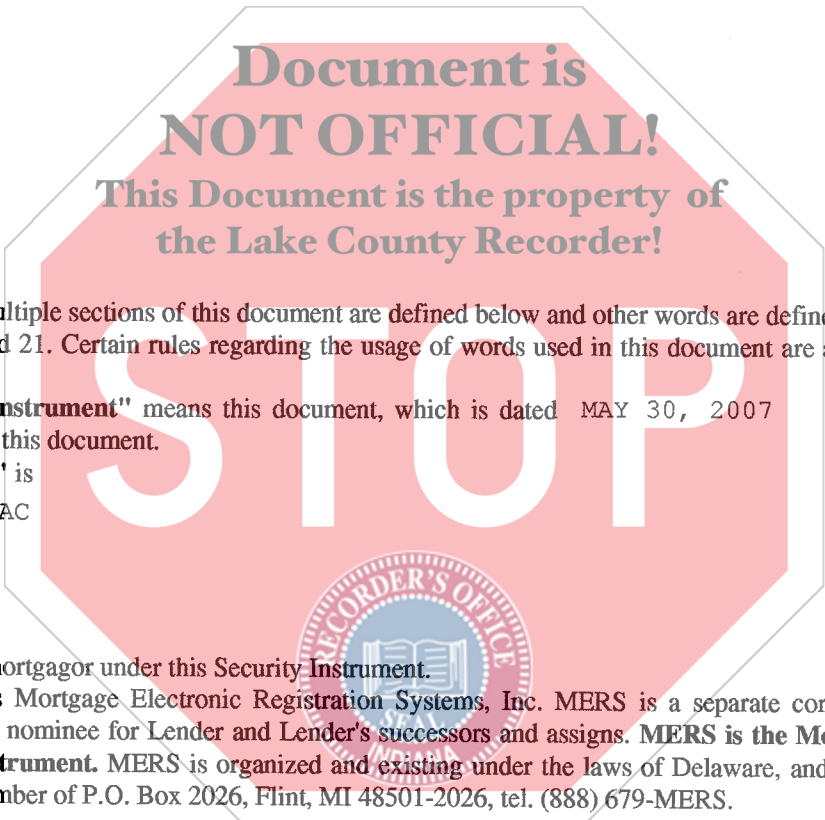 Document is
NOT OFFICIAL!
This Document is the property of
the Lake County Recorder!
ultiple sections of this document are defined below and other words are define
d 21. Certain rules regarding the usage of words used in this document are a
nstrument" means this document, which is dated MAY 30, 2007
this document.
" is
AC
STOP
RECORDER'S OFFICE
SEAL
INDIANA
ortgagor under this Security Instrument.
s Mortgage Electronic Registration Systems, Inc. MERS is a separate cor
nominee for Lender and Lender's successors and assigns. MERS is the Mo
trument. MERS is organized and existing under the laws of Delaware, and
mber of P.O. Box 2026, Flint, MI 48501-2026, tel. (888) 679-MERS.